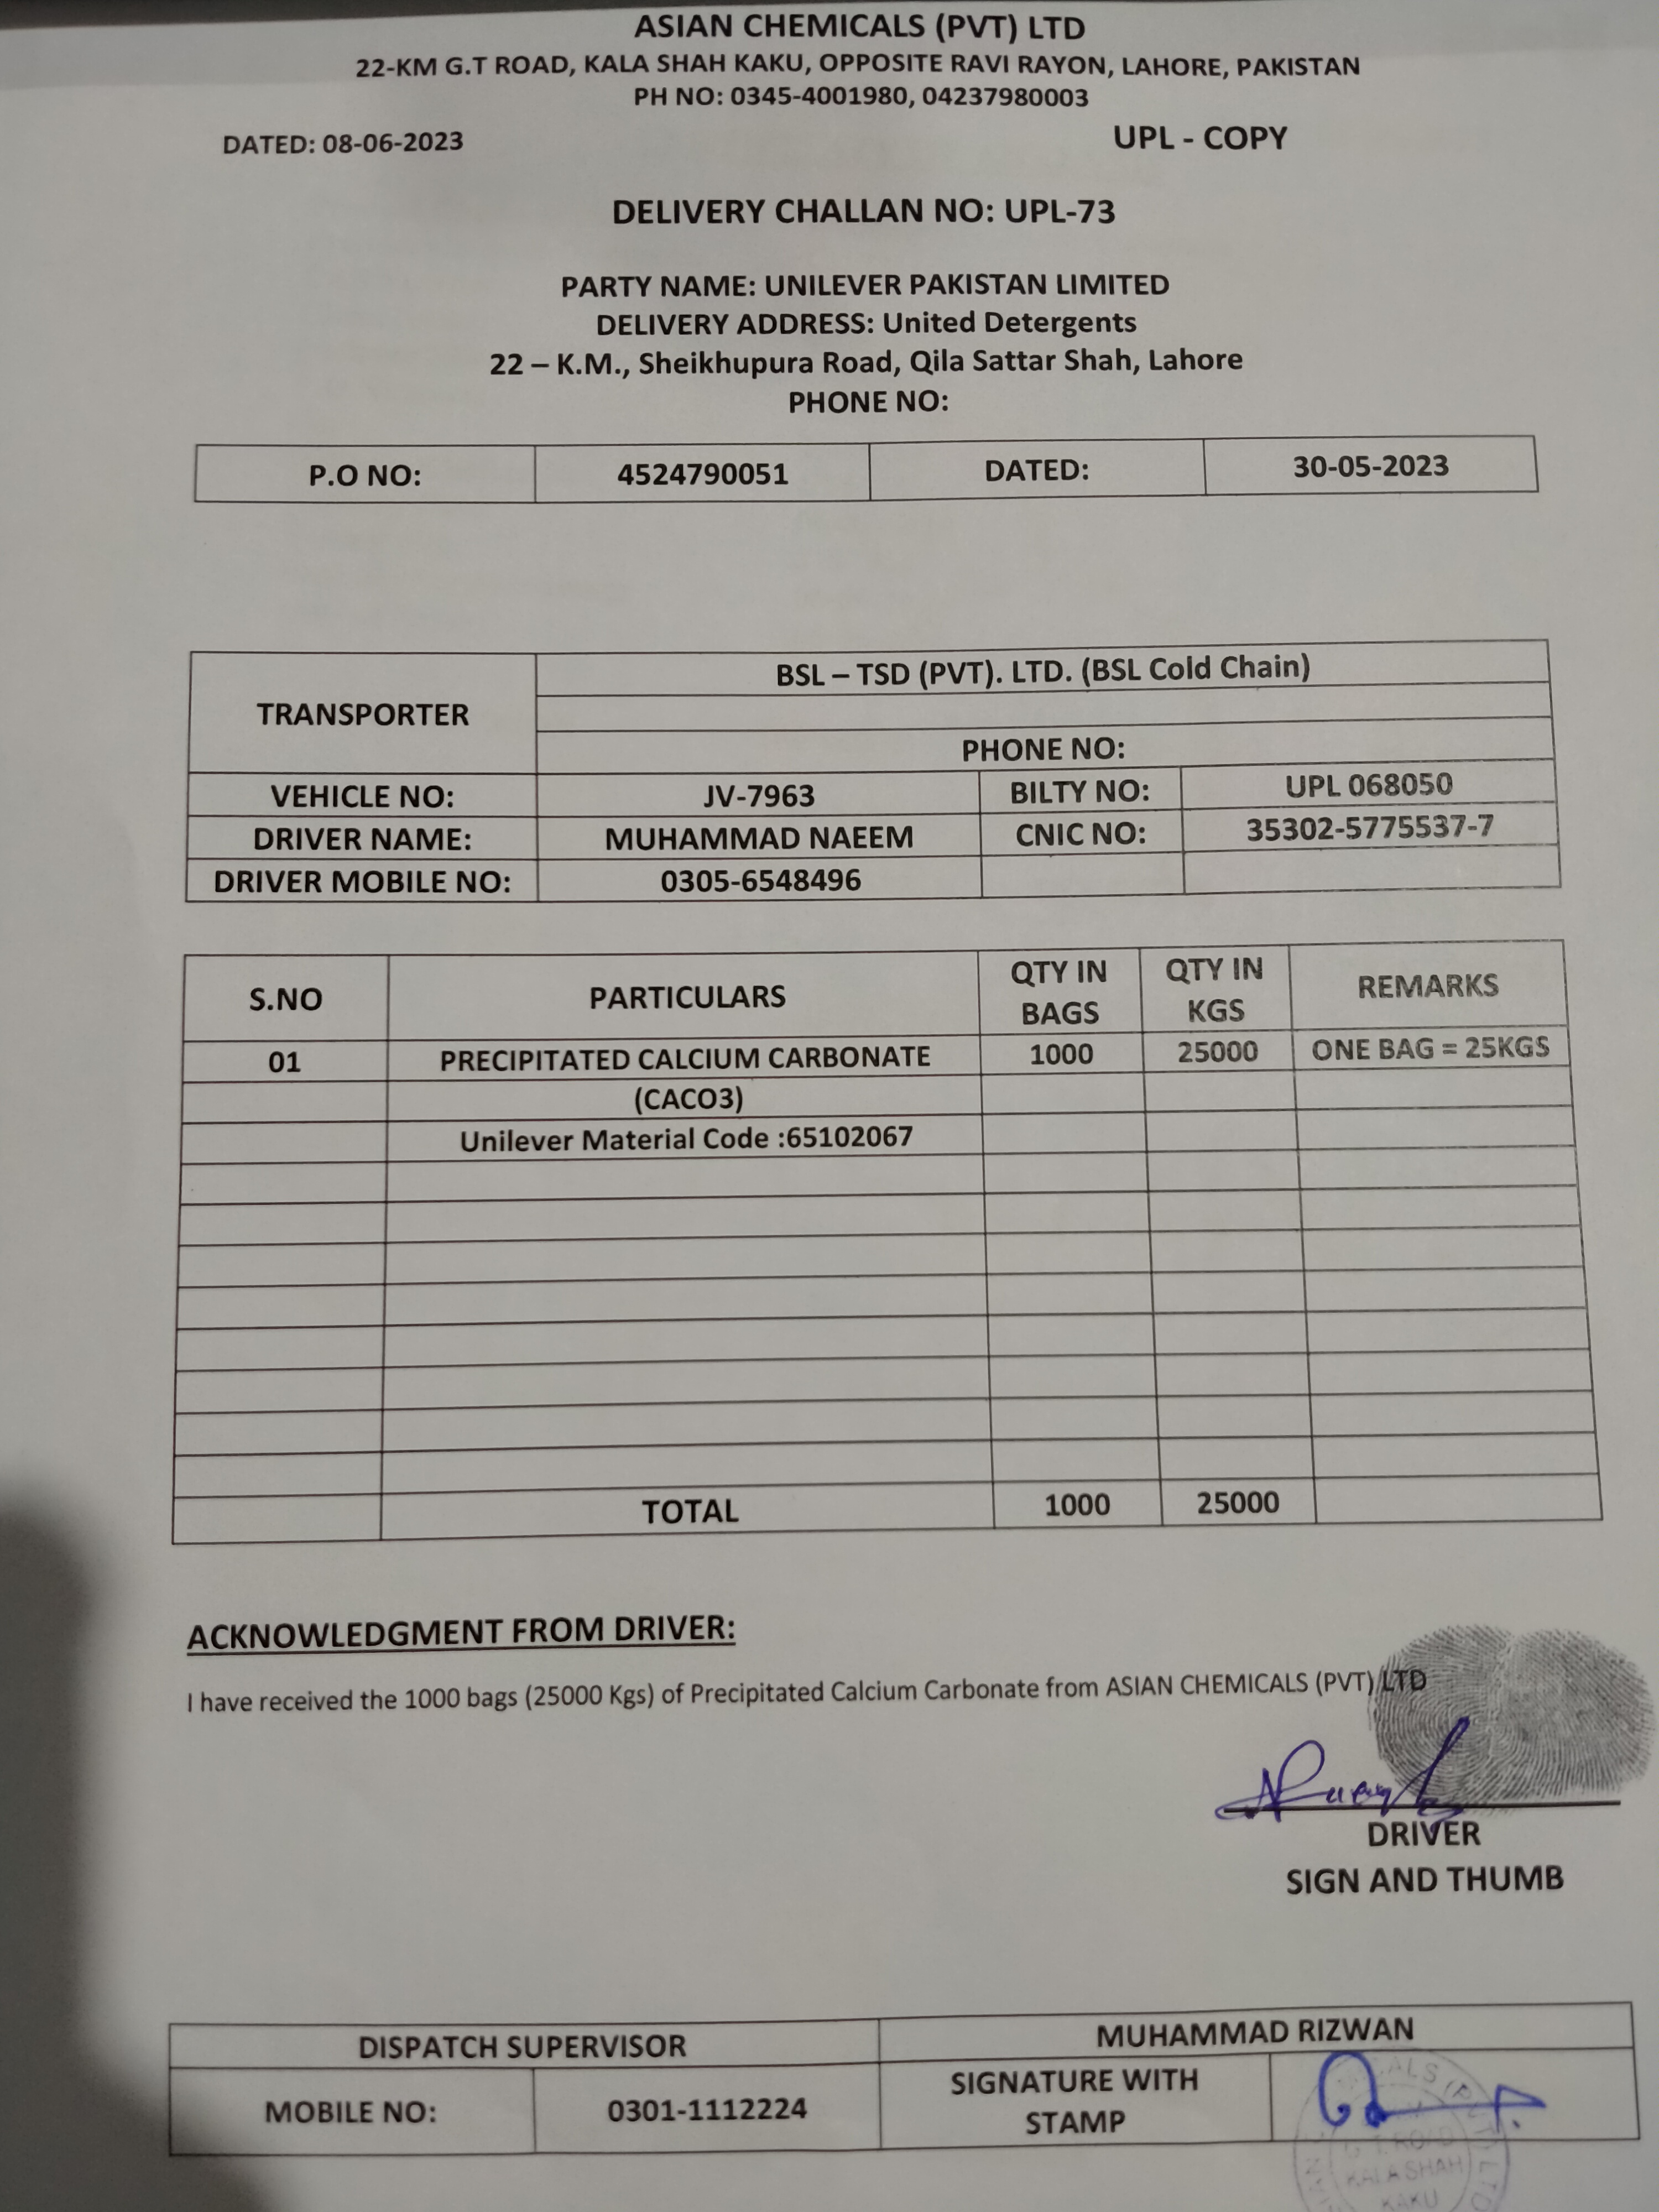 ASIAN CHEMICALS (PVT) LTD
22-KM G.T ROAD, KALA SHAH KAKU, OPPOSITE RAVI RAYON, LAHORE, PAKISTAN
PH NO: 0345-4001980, 04237980003
DATED: 08-06-2023 UPL - COPY
DELIVERY CHALLAN NO: UPL-73
PARTY NAME: UNILEVER PAKISTAN LIMITED
DELIVERY ADDRESS: United Detergents
22 – K.M., Sheikhupura Road, Qila Sattar Shah, Lahore
PHONE NO:
P.O NO: 4524790051 DATED: 30-05-2023
TRANSPORTER BSL – TSD (PVT). LTD. (BSL Cold Chain)
PHONE NO:
VEHICLE NO: JV-7963 BILTY NO: UPL 068050
DRIVER NAME: MUHAMMAD NAEEM CNIC NO: 35302-5775537-7
DRIVER MOBILE NO: 0305-6548496
S.NO PARTICULARS QTY IN BAGS QTY IN KGS REMARKS
01 PRECIPITATED CALCIUM CARBONATE 1000 25000 ONE BAG = 25KGS
(CACO3)
Unilever Material Code :65102067
TOTAL 1000 25000
ACKNOWLEDGMENT FROM DRIVER:
I have received the 1000 bags (25000 Kgs) of Precipitated Calcium Carbonate from ASIAN CHEMICALS (PVT) LTD
DRIVER
SIGN AND THUMB
DISPATCH SUPERVISOR MUHAMMAD RIZWAN
MOBILE NO: 0301-1112224 SIGNATURE WITH STAMP
G.T. ROAD
KALA SHAH
KAKU